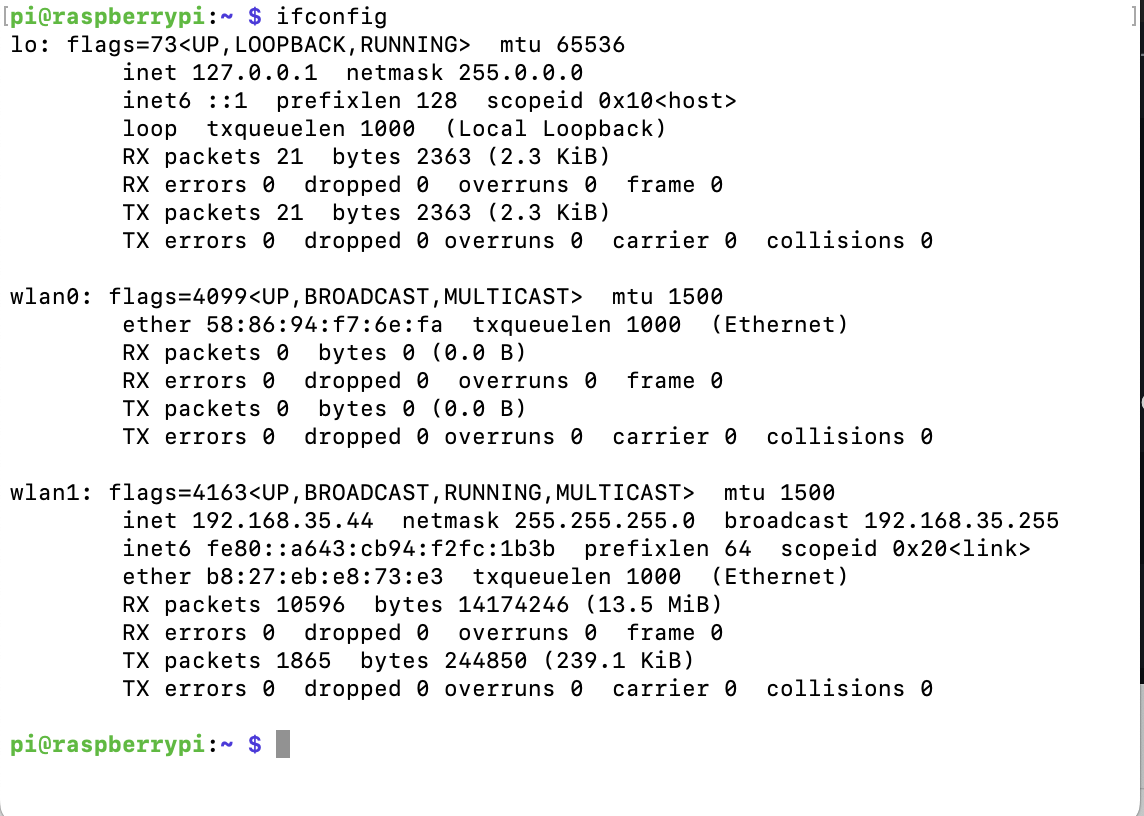 [pi@raspberrypi:~ $ ifconfig ]
lo: flags=73<UP,LOOPBACK,RUNNING>  mtu 65536
        inet 127.0.0.1  netmask 255.0.0.0
        inet6 ::1  prefixlen 128  scopeid 0x10<host>
        loop  txqueuelen 1000  (Local Loopback)
        RX packets 21  bytes 2363 (2.3 KiB)
        RX errors 0  dropped 0  overruns 0  frame 0
        TX packets 21  bytes 2363 (2.3 KiB)
        TX errors 0  dropped 0 overruns 0  carrier 0  collisions 0

wlan0: flags=4099<UP,BROADCAST,MULTICAST>  mtu 1500
        ether 58:86:94:f7:6e:fa  txqueuelen 1000  (Ethernet)
        RX packets 0  bytes 0 (0.0 B)
        RX errors 0  dropped 0  overruns 0  frame 0
        TX packets 0  bytes 0 (0.0 B)
        TX errors 0  dropped 0 overruns 0  carrier 0  collisions 0

wlan1: flags=4163<UP,BROADCAST,RUNNING,MULTICAST>  mtu 1500
        inet 192.168.35.44  netmask 255.255.255.0  broadcast 192.168.35.255
        inet6 fe80::a643:cb94:f2fc:1b3b  prefixlen 64  scopeid 0x20<link>
        ether b8:27:eb:e8:73:e3  txqueuelen 1000  (Ethernet)
        RX packets 10596  bytes 14174246 (13.5 MiB)
        RX errors 0  dropped 0  overruns 0  frame 0
        TX packets 1865  bytes 244850 (239.1 KiB)
        TX errors 0  dropped 0 overruns 0  carrier 0  collisions 0

pi@raspberrypi:~ $